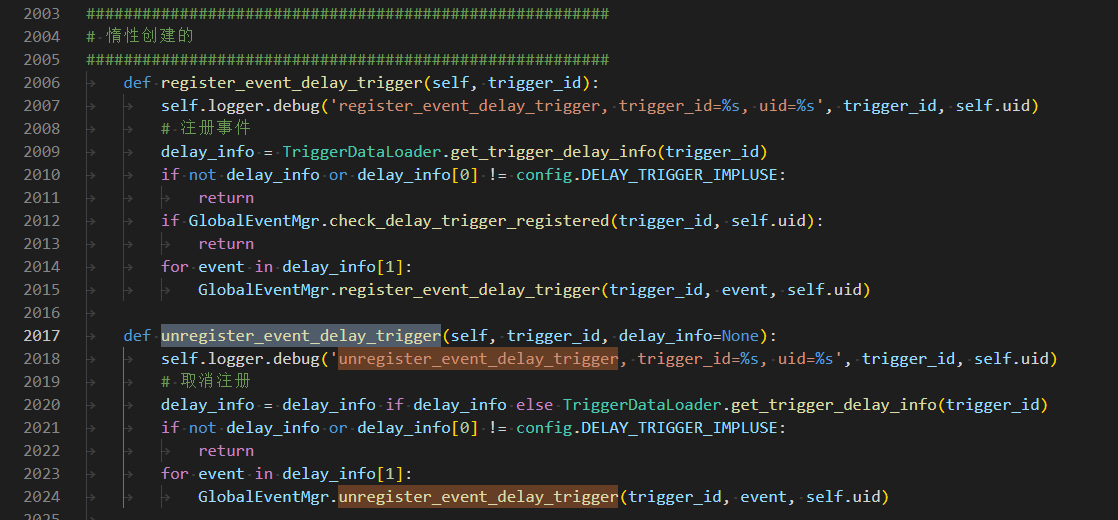 2003 ########################################################
2004 # 惰性创建的
2005 ########################################################
2006 def register_event_delay_trigger(self, trigger_id):
2007 self.logger.debug('register_event_delay_trigger, trigger_id=%s, uid=%s', trigger_id, self.uid)
2008 # 注册事件
2009 delay_info = TriggerDataLoader.get_trigger_delay_info(trigger_id)
2010 if not delay_info or delay_info[0] != config.DELAY_TRIGGER_IMPLUSE:
2011 return
2012 if GlobalEventMgr.check_delay_trigger_registered(trigger_id, self.uid):
2013 return
2014 for event in delay_info[1]:
2015 GlobalEventMgr.register_event_delay_trigger(trigger_id, event, self.uid)
2016
2017 def unregister_event_delay_trigger(self, trigger_id, delay_info=None):
2018 self.logger.debug('unregister_event_delay_trigger, trigger_id=%s, uid=%s', trigger_id, self.uid)
2019 # 取消注册
2020 delay_info = delay_info if delay_info else TriggerDataLoader.get_trigger_delay_info(trigger_id)
2021 if not delay_info or delay_info[0] != config.DELAY_TRIGGER_IMPLUSE:
2022 return
2023 for event in delay_info[1]:
2024 GlobalEventMgr.unregister_event_delay_trigger(trigger_id, event, self.uid)
2025